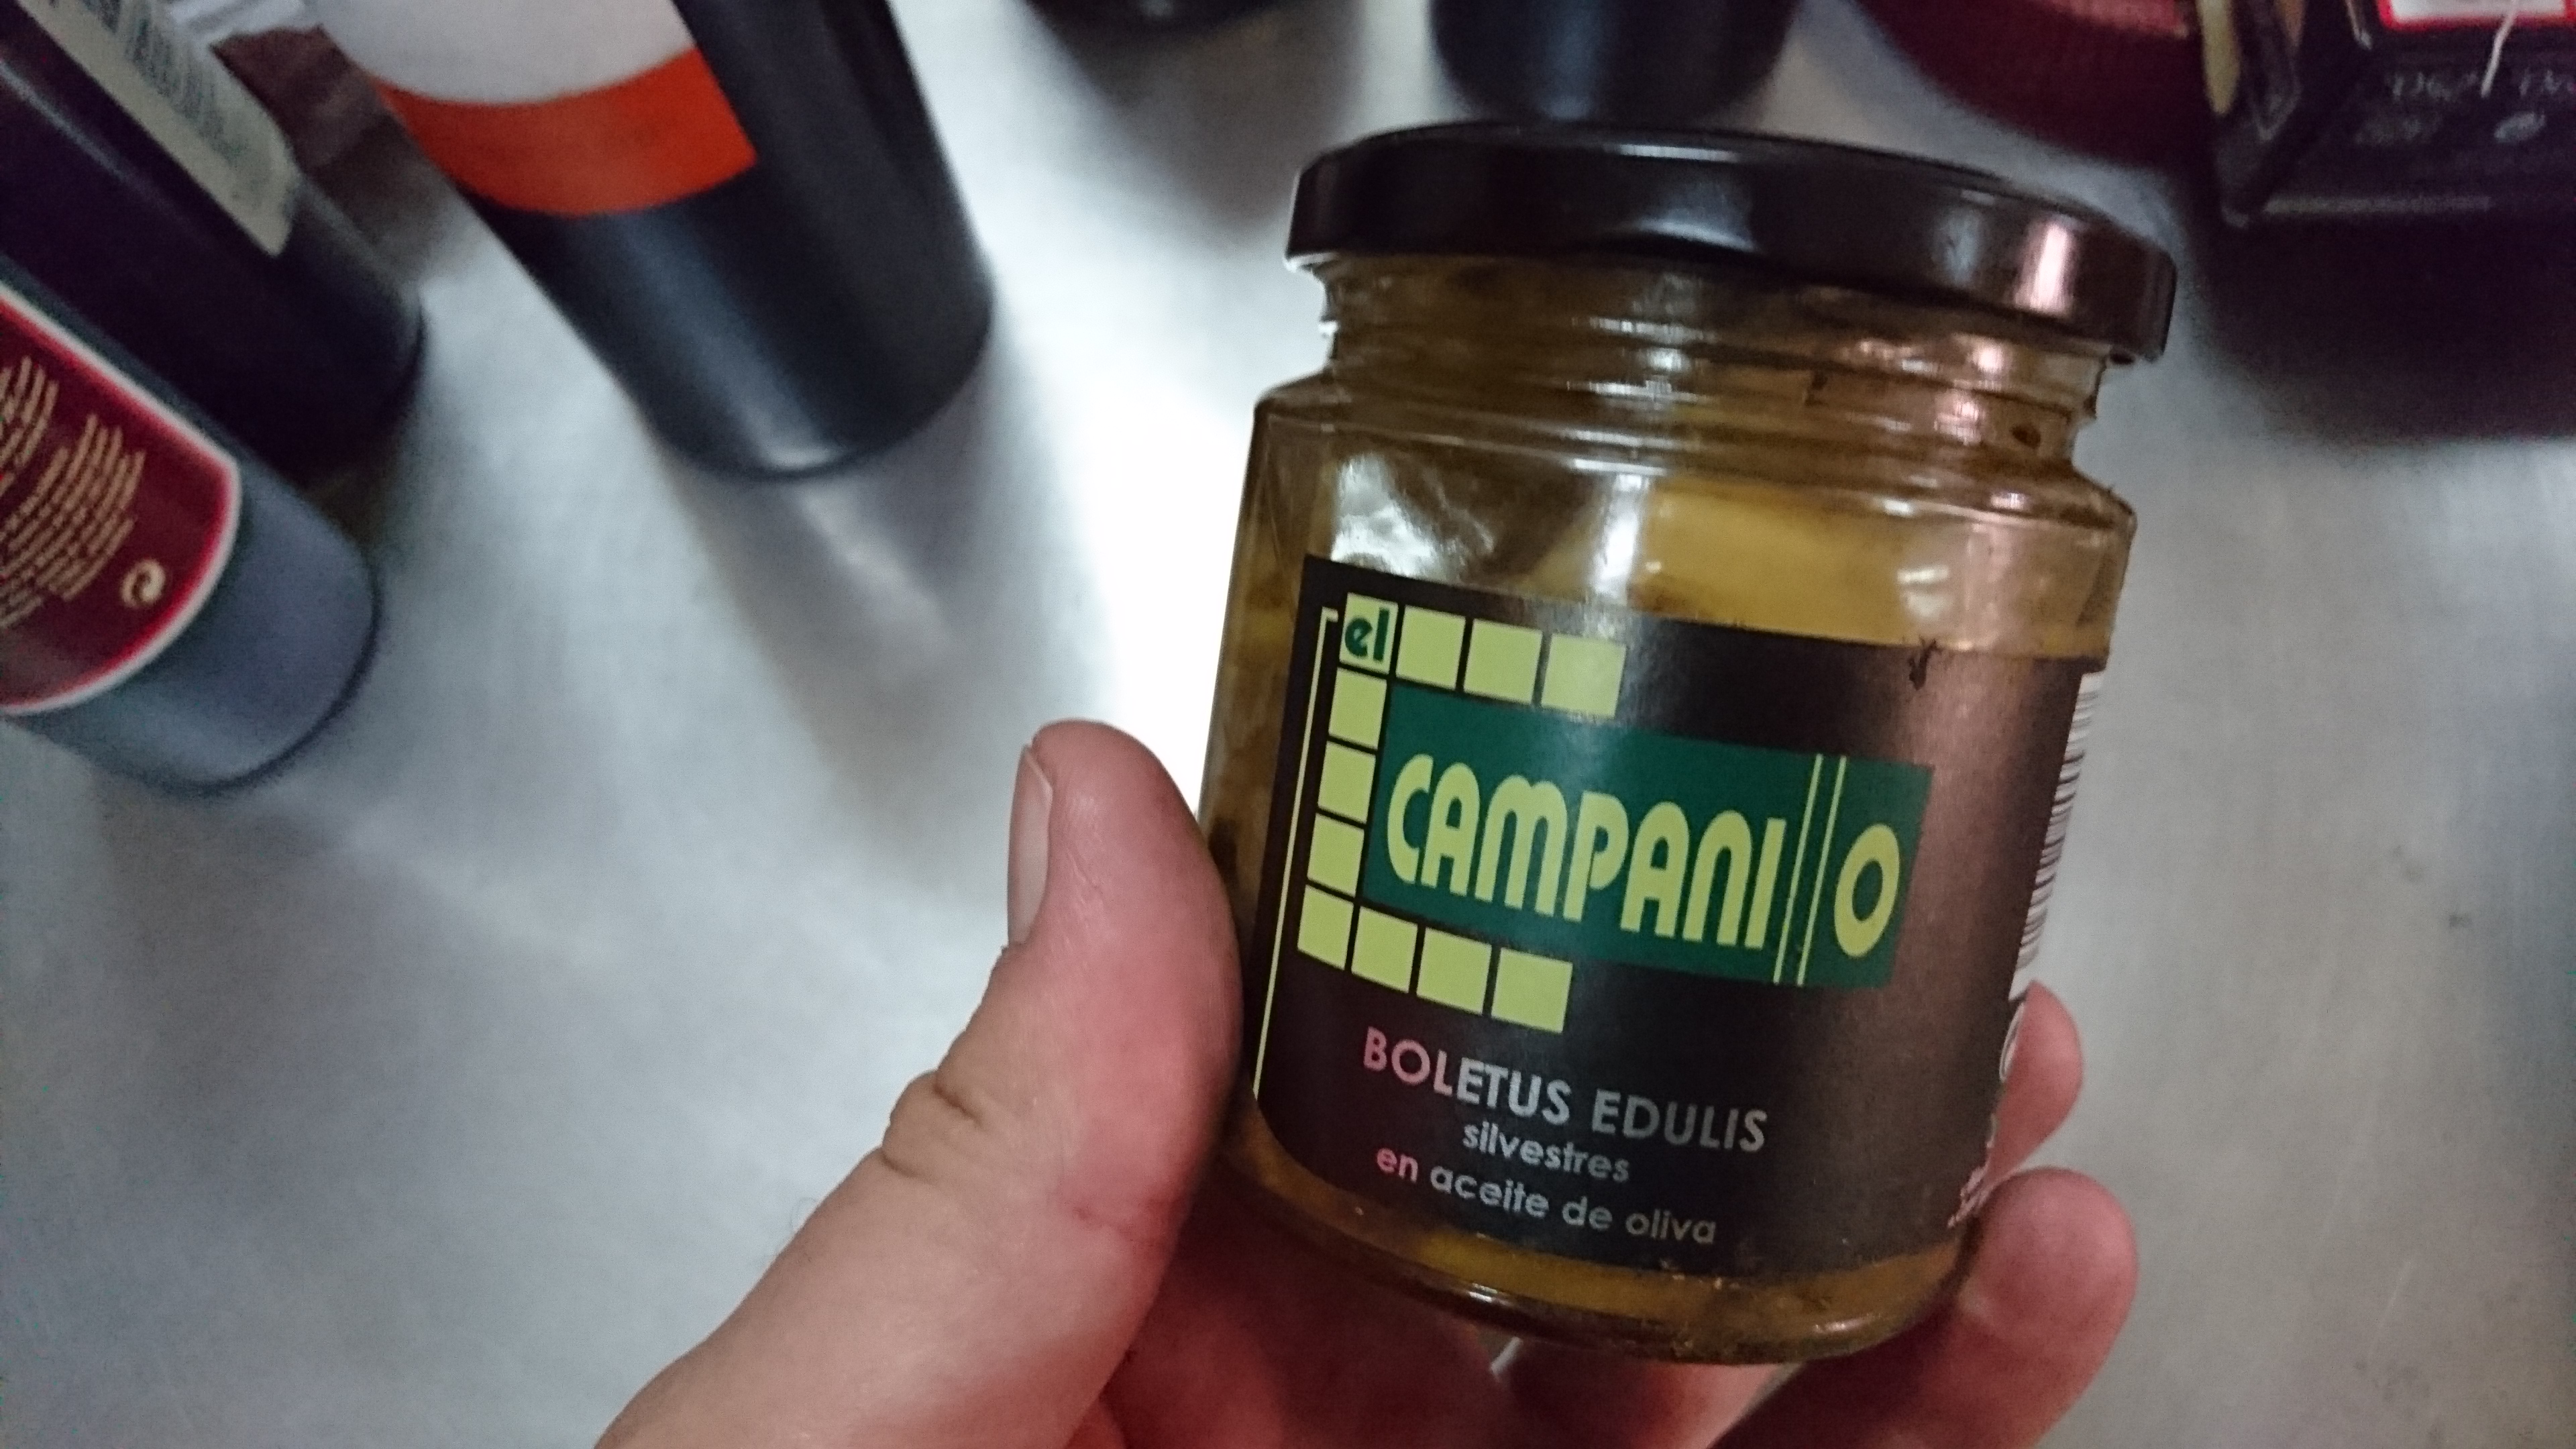 el
CAMPANIllO
BOLETUS EDULIS
silvestres
en aceite de oliva